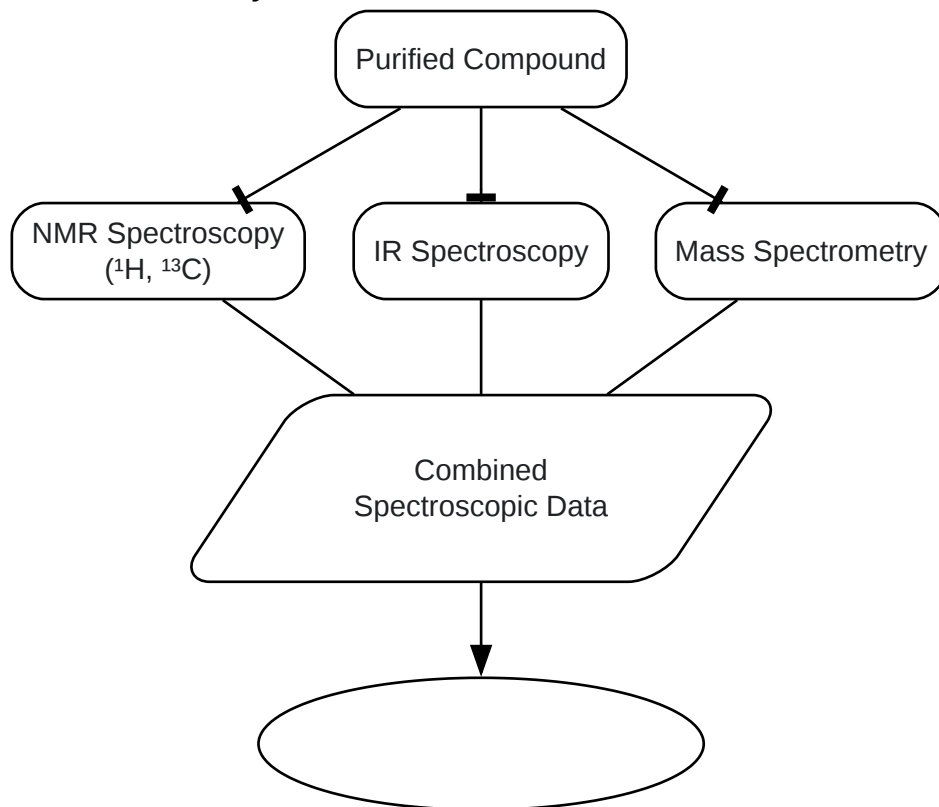 Purified Compound
NMR Spectroscopy
(¹H, ¹³C)
IR Spectroscopy
Mass Spectrometry
Combined
Spectroscopic Data